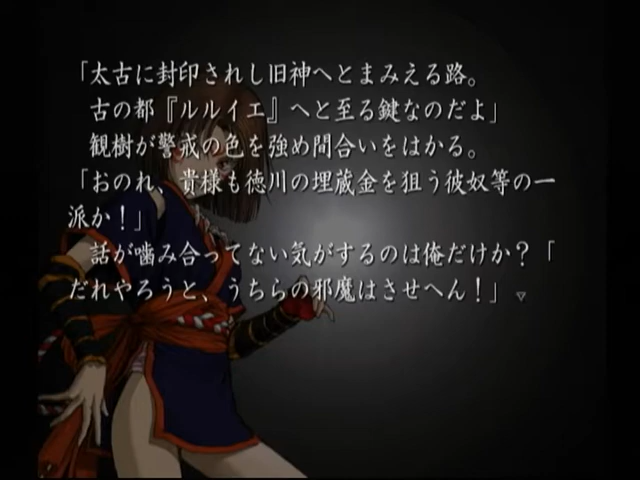 「太古に封印されし旧神へとまみえる路。
古の都『ルルイエ』へと至る鍵なのだよ」
観樹が警戒の色を強め間合いをはかる。
「おのれ、貴様も徳川の埋蔵金を狙う彼奴等の一
派か！」
話が噛み合ってない気がするのは俺だけか？「
だれやろうと、うちらの邪魔はさせへん！」▽